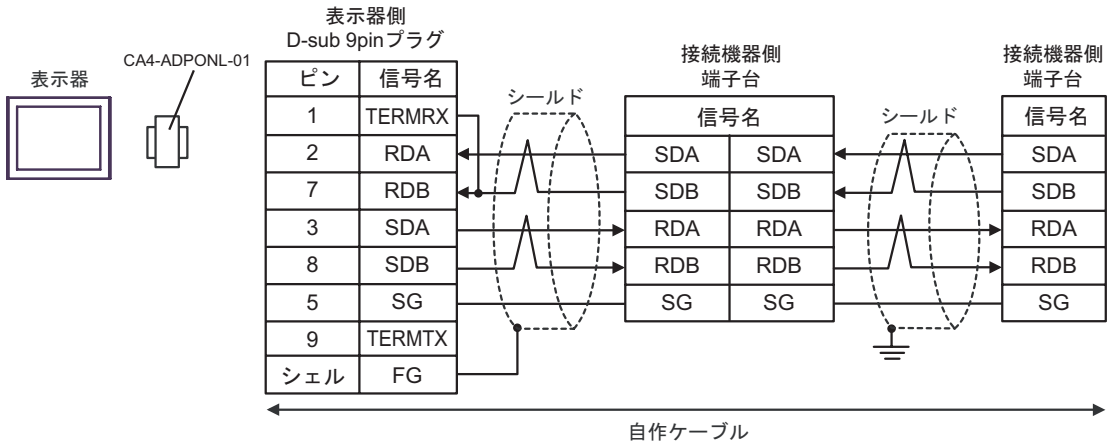 表示器
CA4-ADPONL-01
表示器側
D-sub 9pinプラグ
ピン 信号名
1 TERMRX
2 RDA
7 RDB
3 SDA
8 SDB
5 SG
9 TERMTX
シェル FG
シールド
接続機器側
端子台
信号名
SDA SDA
SDB SDB
RDA RDA
RDB RDB
SG SG
シールド
接続機器側
端子台
信号名
SDA
SDB
RDA
RDB
SG
自作ケーブル